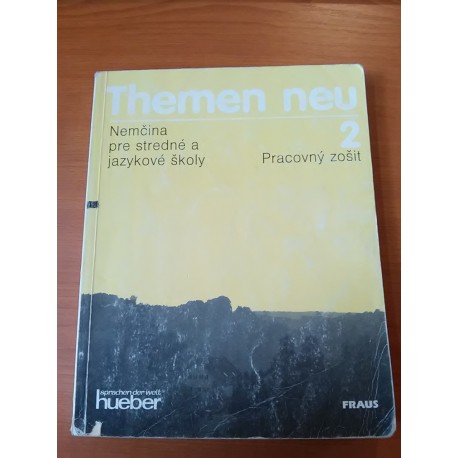 Themen neu
2
Nemčina
pre stredné a
jazykové školy
Pracovný zošit
sprachen der welt
hueber
FRAUS